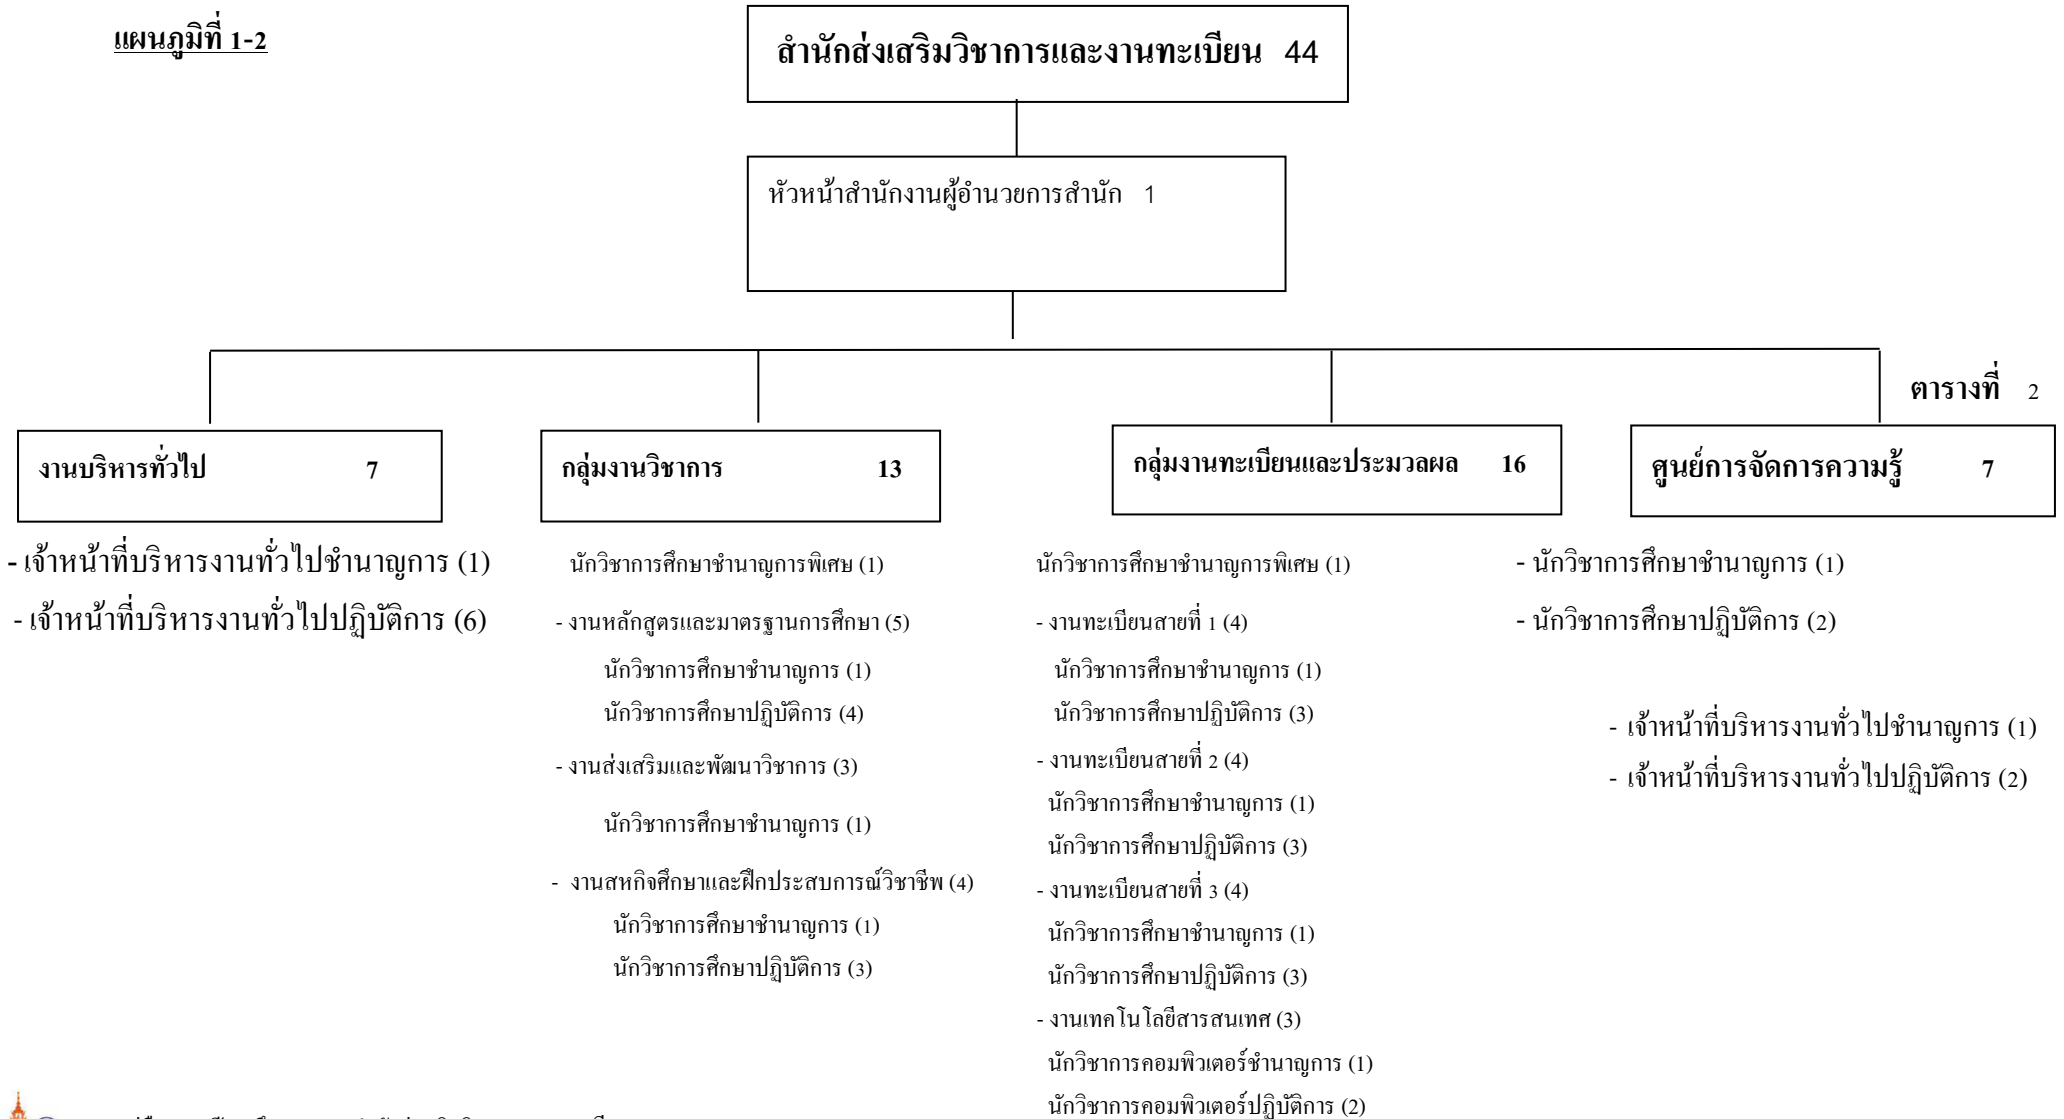 แผนภูมิที่ 1-2
สำนักส่งเสริมวิชาการและงานทะเบียน 44
หัวหน้าสำนักงานผู้อำนวยการสำนัก 1
ตารางที่ 2
งานบริหารทั่วไป 7
- เจ้าหน้าที่บริหารงานทั่วไปชำนาญการ (1)
- เจ้าหน้าที่บริหารงานทั่วไปปฏิบัติการ (6)
กลุ่มงานวิชาการ 13
นักวิชาการศึกษาชำนาญการพิเศษ (1)
- งานหลักสูตรและมาตรฐานการศึกษา (5)
นักวิชาการศึกษาชำนาญการ (1)
นักวิชาการศึกษาปฏิบัติการ (4)
- งานส่งเสริมและพัฒนาวิชาการ (3)
นักวิชาการศึกษาชำนาญการ (1)
- งานสหกิจศึกษาและฝึกประสบการณ์วิชาชีพ (4)
นักวิชาการศึกษาชำนาญการ (1)
นักวิชาการศึกษาปฏิบัติการ (3)
กลุ่มงานทะเบียนและประมวลผล 16
นักวิชาการศึกษาชำนาญการพิเศษ (1)
- งานทะเบียนสายที่ 1 (4)
นักวิชาการศึกษาชำนาญการ (1)
นักวิชาการศึกษาปฏิบัติการ (3)
- งานทะเบียนสายที่ 2 (4)
นักวิชาการศึกษาชำนาญการ (1)
นักวิชาการศึกษาปฏิบัติการ (3)
- งานทะเบียนสายที่ 3 (4)
นักวิชาการศึกษาชำนาญการ (1)
นักวิชาการศึกษาปฏิบัติการ (3)
- งานเทคโนโลยีสารสนเทศ (3)
นักวิชาการคอมพิวเตอร์ชำนาญการ (1)
นักวิชาการคอมพิวเตอร์ปฏิบัติการ (2)
ศูนย์การจัดการความรู้ 7
- นักวิชาการศึกษาชำนาญการ (1)
- นักวิชาการศึกษาปฏิบัติการ (2)
- เจ้าหน้าที่บริหารงานทั่วไปชำนาญการ (1)
- เจ้าหน้าที่บริหารงานทั่วไปปฏิบัติการ (2)